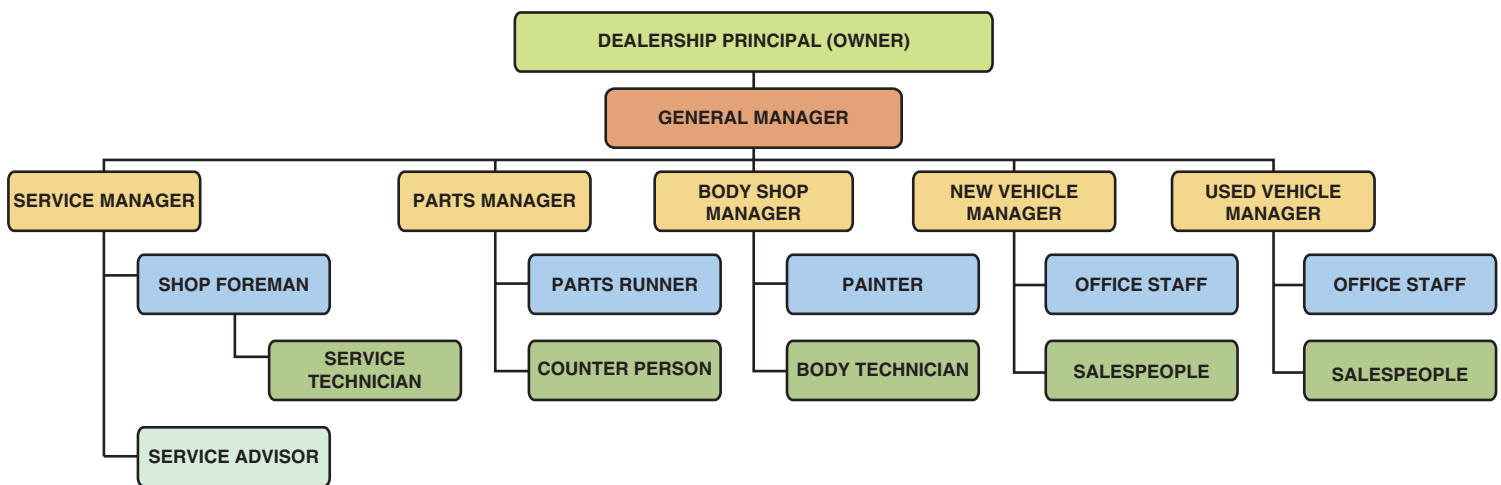 DEALERSHIP PRINCIPAL (OWNER)
GENERAL MANAGER
SERVICE MANAGER
PARTS MANAGER
BODY SHOP
MANAGER
NEW VEHICLE
MANAGER
USED VEHICLE
MANAGER
SHOP FOREMAN
PARTS RUNNER
PAINTER
OFFICE STAFF
OFFICE STAFF
SERVICE
TECHNICIAN
COUNTER PERSON
BODY TECHNICIAN
SALESPEOPLE
SALESPEOPLE
SERVICE ADVISOR